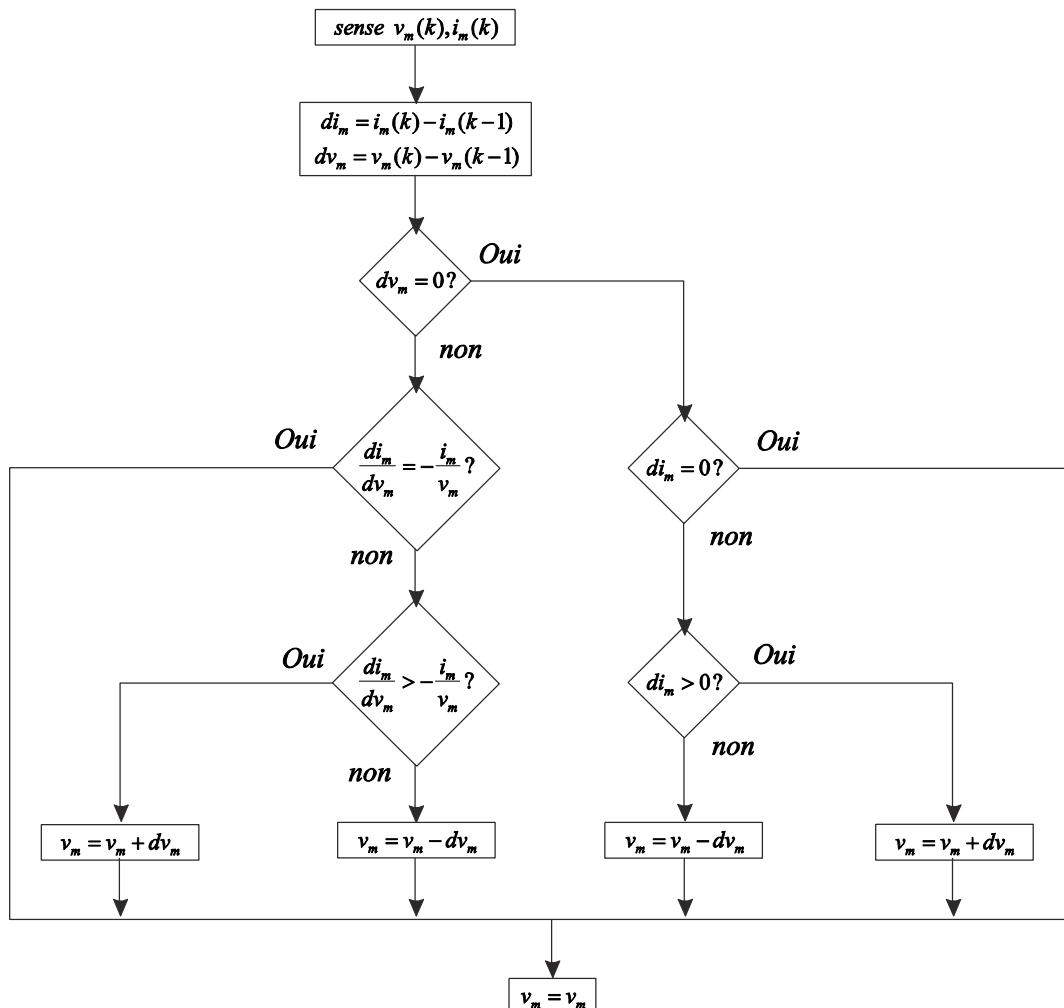 sense v_m(k),i_m(k)
di_m = i_m(k) − i_m(k−1)
dv_m = v_m(k) − v_m(k−1)
Oui
dv_m = 0?
non
Oui
di_m/dv_m = −i_m/v_m ?
non
Oui
di_m = 0?
non
Oui
di_m/dv_m > −i_m/v_m ?
non
Oui
di_m > 0?
non
v_m = v_m + dv_m
v_m = v_m − dv_m
v_m = v_m − dv_m
v_m = v_m + dv_m
v_m = v_m